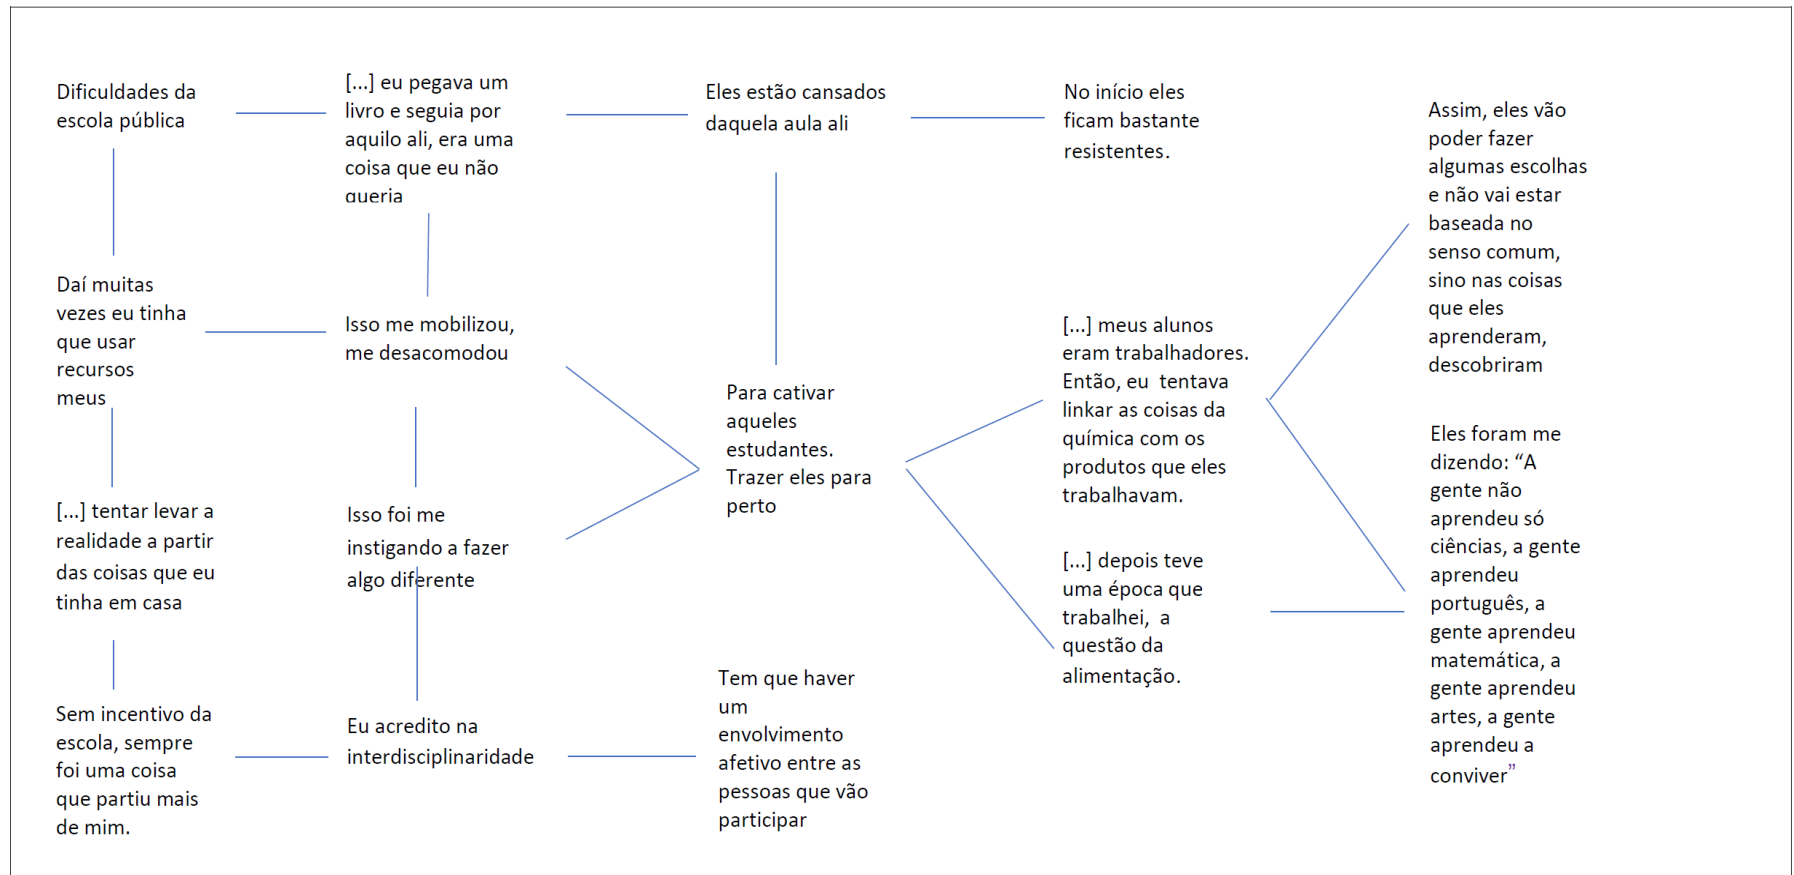 Dificuldades da
escola pública
[...] eu pegava um
livro e seguia por
aquilo ali, era uma
coisa que eu não
queria
Eles estão cansados
daquela aula ali
No início eles
ficam bastante
resistentes.
Assim, eles vão
poder fazer
algumas escolhas
e não vai estar
baseada no
senso comum,
sino nas coisas
que eles
aprenderam,
descobriram
Daí muitas
vezes eu tinha
que usar
recursos
meus
Isso me mobilizou,
me desacomodou
Para cativar
aqueles
estudantes.
Trazer eles para
perto
[...] meus alunos
eram trabalhadores.
Então, eu tentava
linkar as coisas da
química com os
produtos que eles
trabalhavam.
Eles foram me
dizendo: “A
gente não
aprendeu só
ciências, a gente
aprendeu
português, a
gente aprendeu
matemática, a
gente aprendeu
artes, a gente
aprendeu a
conviver”
[...] tentar levar a
realidade a partir
das coisas que eu
tinha em casa
Isso foi me
instigando a fazer
algo diferente
[...] depois teve
uma época que
trabalhei, a
questão da
alimentação.
Sem incentivo da
escola, sempre
foi uma coisa
que partiu mais
de mim.
Eu acredito na
interdisciplinaridade
Tem que haver
um
envolvimento
afetivo entre as
pessoas que vão
participar